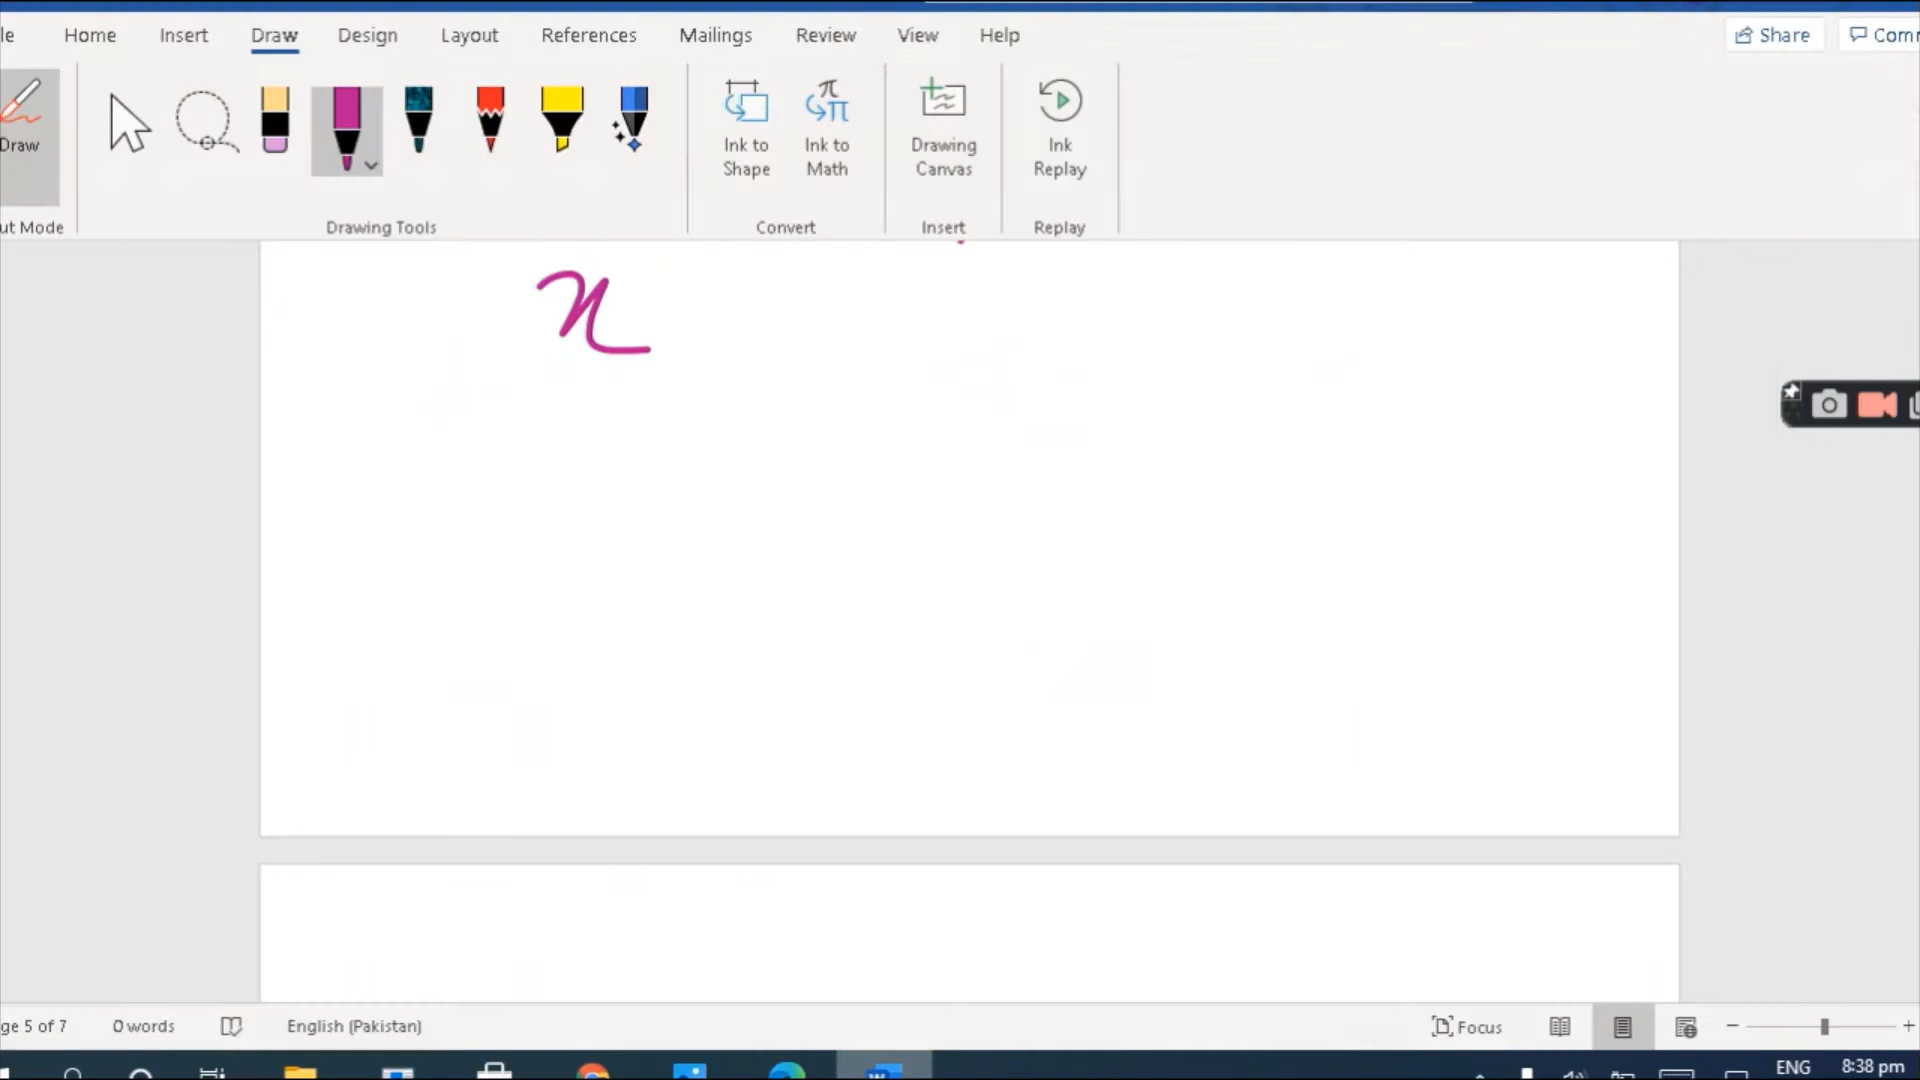 le Home Insert Draw Design Layout References Mailings Review View Help Share Comm
Draw
Ink to Shape
Ink to Math
Drawing Canvas
Ink Replay
ut Mode Drawing Tools Convert Insert Replay
n
ge 5 of 7 0 words English (Pakistan) Focus
ENG 8:38 pm